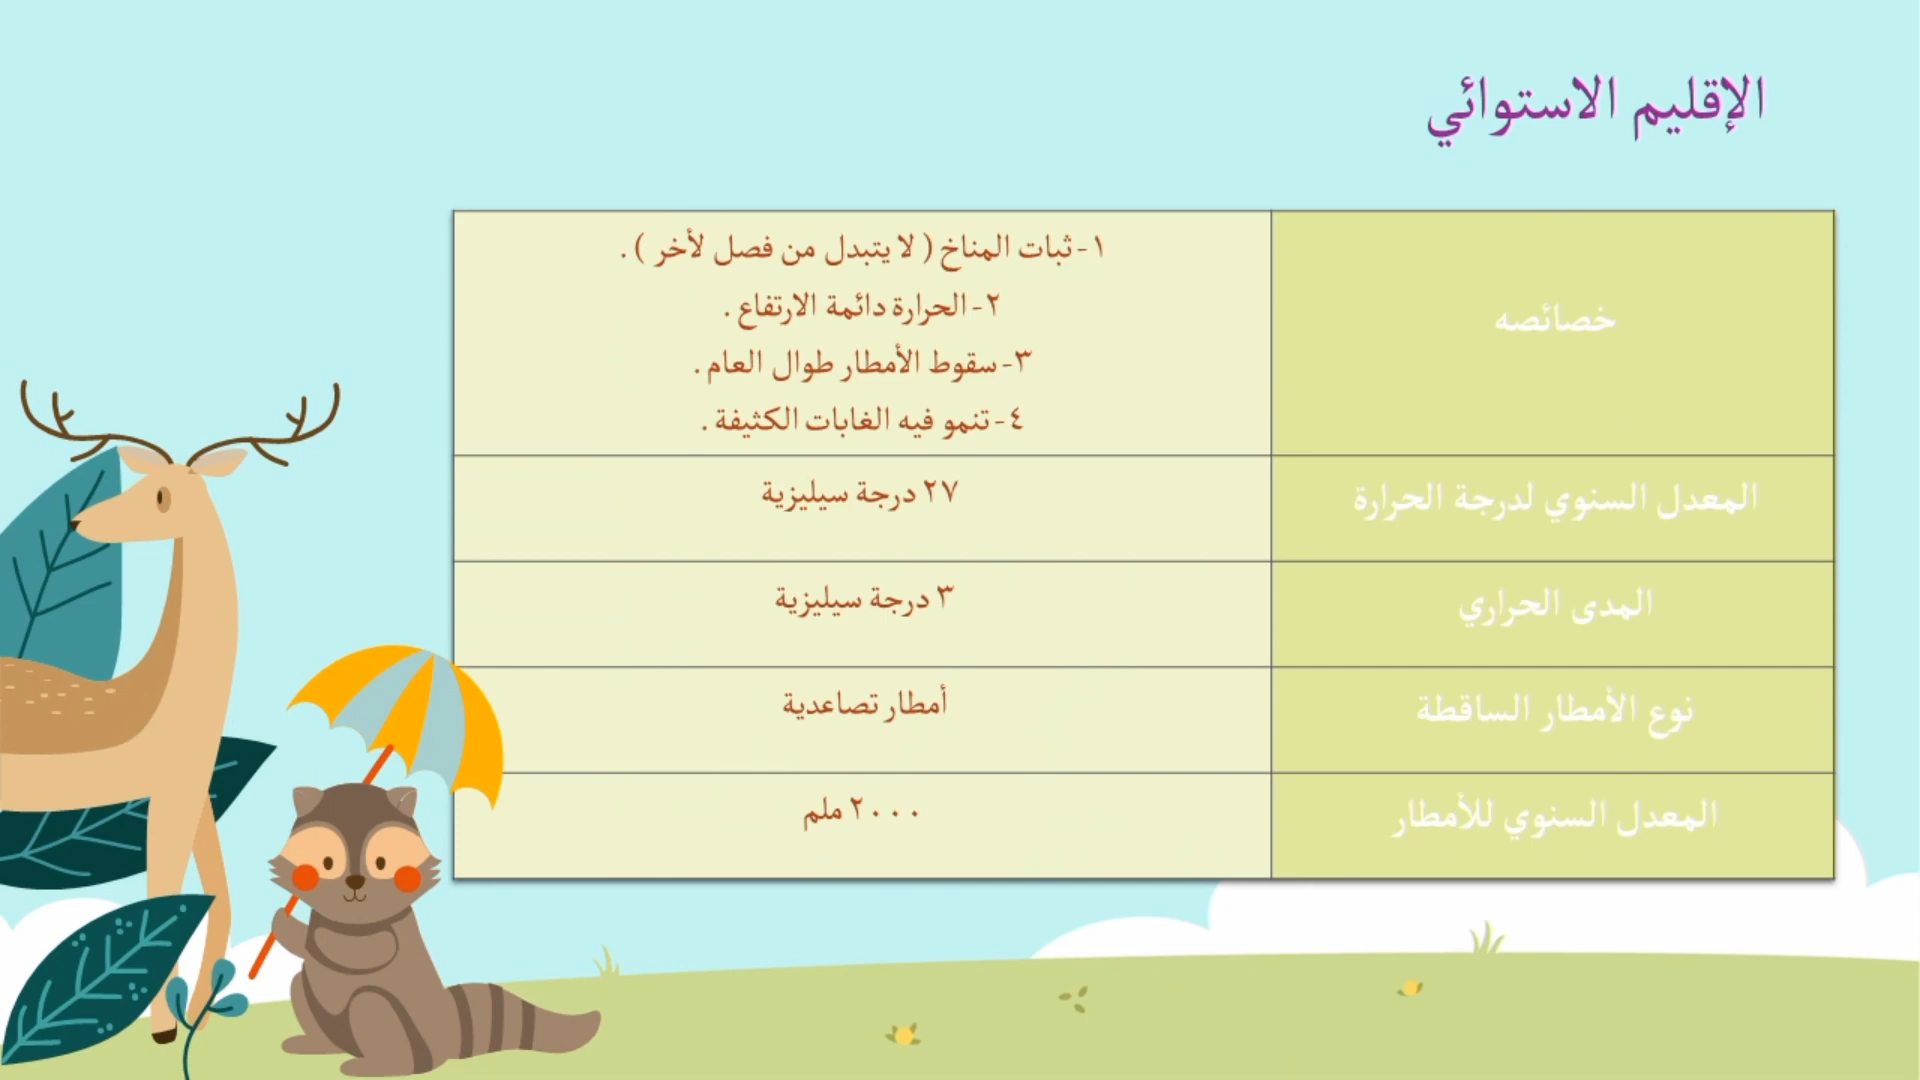 الإقليم الاستوائي
خصائصه
١- ثبات المناخ ( لا يتبدل من فصل لأخر ) .
٢- الحرارة دائمة الارتفاع .
٣- سقوط الأمطار طوال العام .
٤- تنمو فيه الغابات الكثيفة .
المعدل السنوي لدرجة الحرارة
٢٧ درجة سيليزية
المدى الحراري
٣ درجة سيليزية
نوع الأمطار الساقطة
أمطار تصاعدية
المعدل السنوي للأمطار
٢٠٠٠ ملم